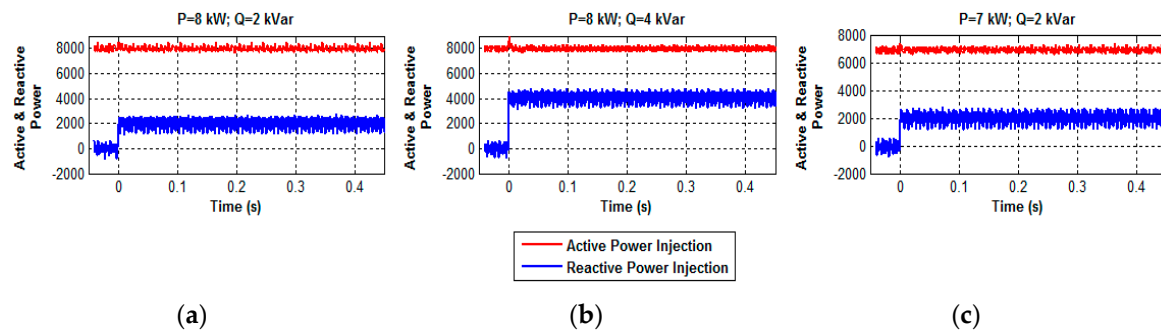 P=8 kW; Q=2 kVar
Active & Reactive
Power
8000
6000
4000
2000
0
-2000
0
0.1
0.2
0.3
0.4
Time (s)
(a)
P=8 kW; Q=4 kVar
Active & Reactive
Power
8000
6000
4000
2000
0
-2000
0
0.1
0.2
0.3
0.4
Time (s)
Active Power Injection
Reactive Power Injection
(b)
P=7 kW; Q=2 kVar
Active & Reactive
Power
8000
6000
4000
2000
0
-2000
0
0.1
0.2
0.3
0.4
Time (s)
(c)